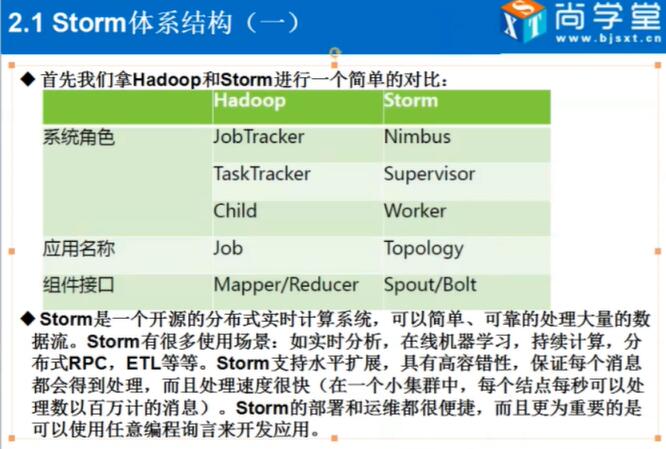 2.1 Storm体系结构（一）
SXT 尚学堂
www.bjsxt.cn
◆ 首先我们拿Hadoop和Storm进行一个简单的对比：
Hadoop Storm
系统角色 JobTracker Nimbus
TaskTracker Supervisor
Child Worker
应用名称 Job Topology
组件接口 Mapper/Reducer Spout/Bolt
◆ Storm是一个开源的分布式实时计算系统，可以简单、可靠的处理大量的数
据流。Storm有很多使用场景：如实时分析，在线机器学习，持续计算，分
布式RPC，ETL等等。Storm支持水平扩展，具有高容错性，保证每个消息
都会得到处理，而且处理速度很快（在一个小集群中，每个结点每秒可以处
理数以百万计的消息）。Storm的部署和运维都很便捷，而且更为重要的是
可以使用任意编程询言来开发应用。